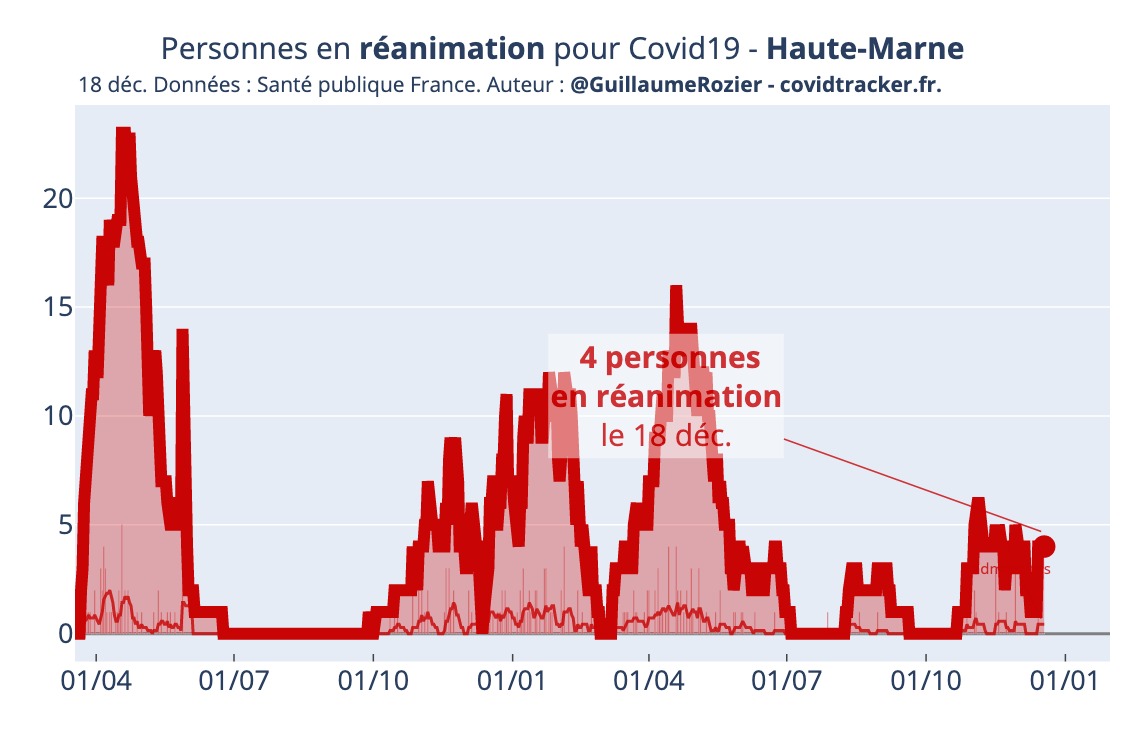 Personnes en réanimation pour Covid19 - Haute-Marne
18 déc. Données : Santé publique France. Auteur : @GuillaumeRozier - covidtracker.fr.
20
15
4 personnes
en réanimation
le 18 déc.
10
5
0
01/04 01/07 01/10 01/01 01/04 01/07 01/10 01/01